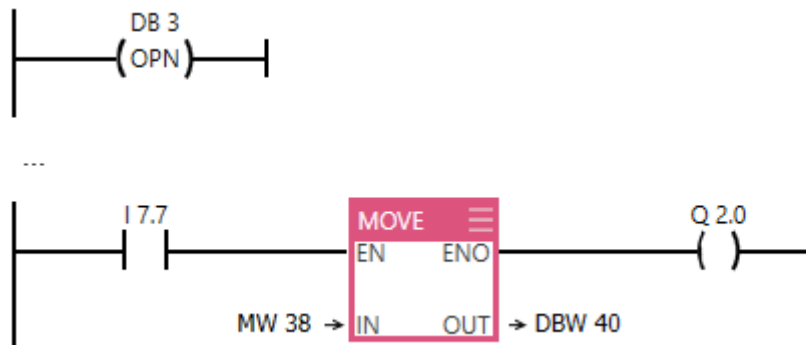 DB 3
OPN
...
I 7.7
MOVE
Q 2.0
EN ENO
MW 38 → IN OUT → DBW 40